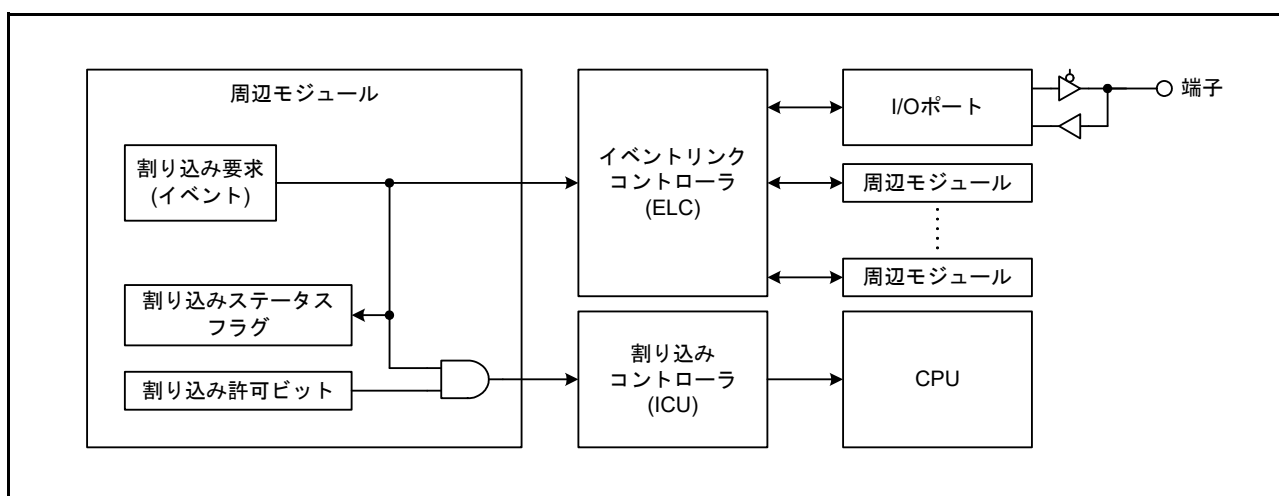 周辺モジュール
割り込み要求
(イベント)
割り込みステータス
フラグ
割り込み許可ビット
イベントリンク
コントローラ
(ELC)
割り込み
コントローラ
(ICU)
I/Oポート
端子
周辺モジュール
周辺モジュール
CPU